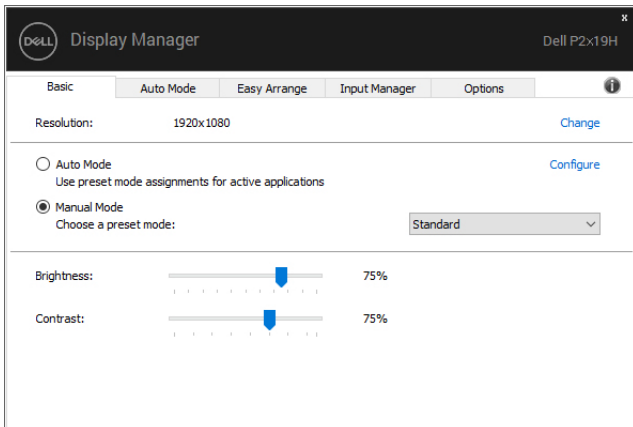 x
DELL Display Manager Dell P2x19H
Basic Auto Mode Easy Arrange Input Manager Options i
Resolution: 1920x1080 Change
Auto Mode Configure
Use preset mode assignments for active applications
Manual Mode
Choose a preset mode: Standard
Brightness: 75%
Contrast: 75%